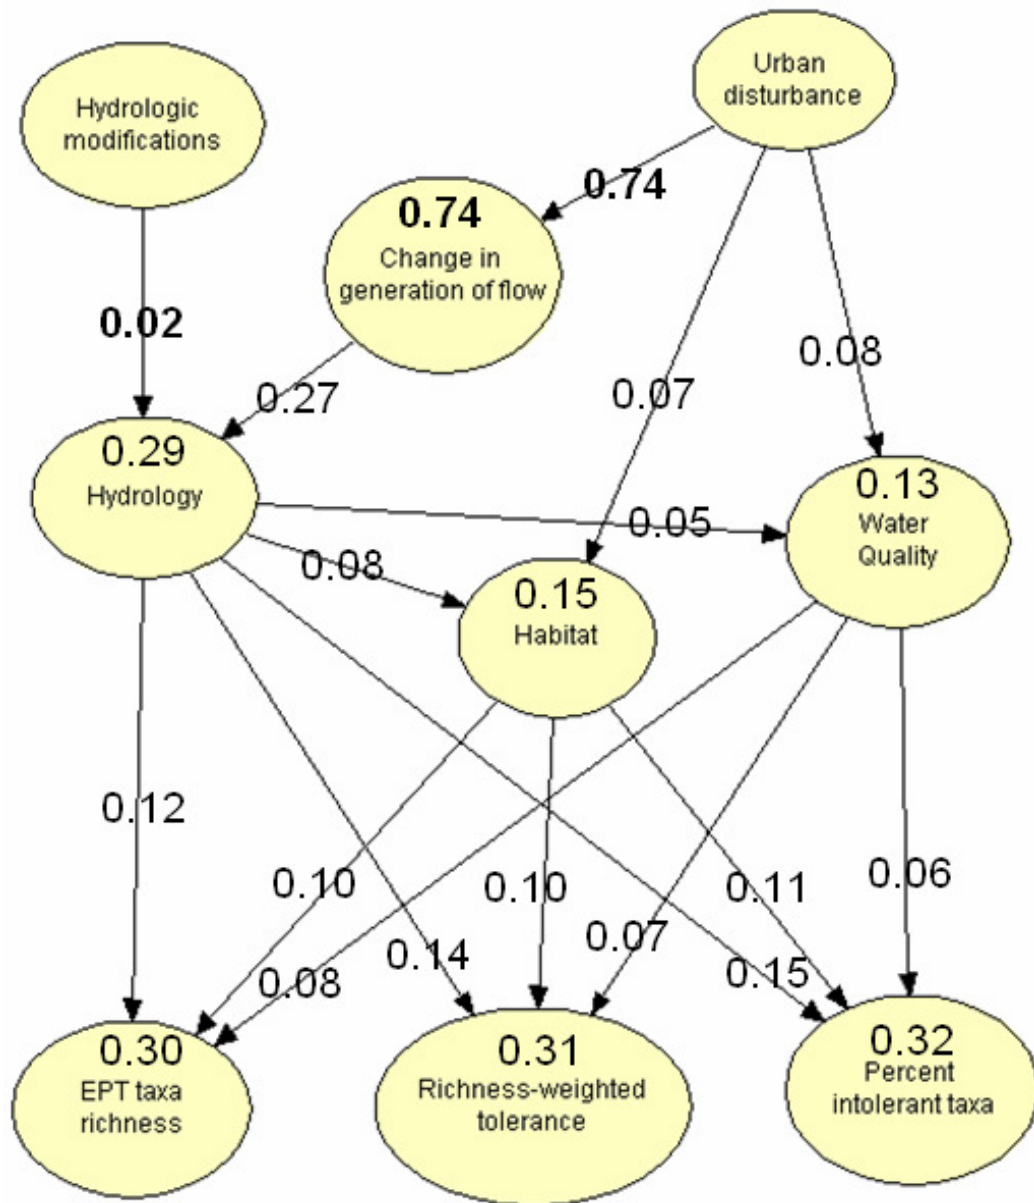 Hydrologic
modifications
Urban
disturbance
0.74
0.74
Change in
generation of flow
0.02
0.27
0.07
0.08
0.29
Hydrology
0.13
Water
Quality
0.05
0.08
0.15
Habitat
0.12
0.10
0.10
0.11
0.06
0.14
0.08
0.07
0.15
0.30
EPT taxa
richness
0.31
Richness-weighted
tolerance
0.32
Percent
intolerant taxa